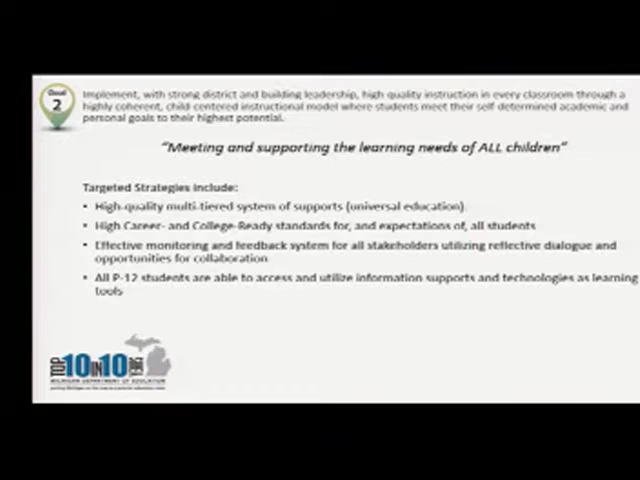 Goal
2
Implement, with strong district and building leadership, high quality instruction in every classroom through a
highly coherent, child centered instructional model where students meet their self determined academic and
personal goals to their highest potential.
"Meeting and supporting the learning needs of ALL children"
Targeted Strategies include:
• High-quality multi-tiered system of supports (universal education).
• High Career- and College-Ready standards for, and expectations of, all students
• Effective monitoring and feedback system for all stakeholders utilizing reflective dialogue and
opportunities for collaboration
• All P-12 students are able to access and utilize information supports and technologies as learning
tools
TOP 10 IN 10 YEARS
MICHIGAN DEPARTMENT OF EDUCATION